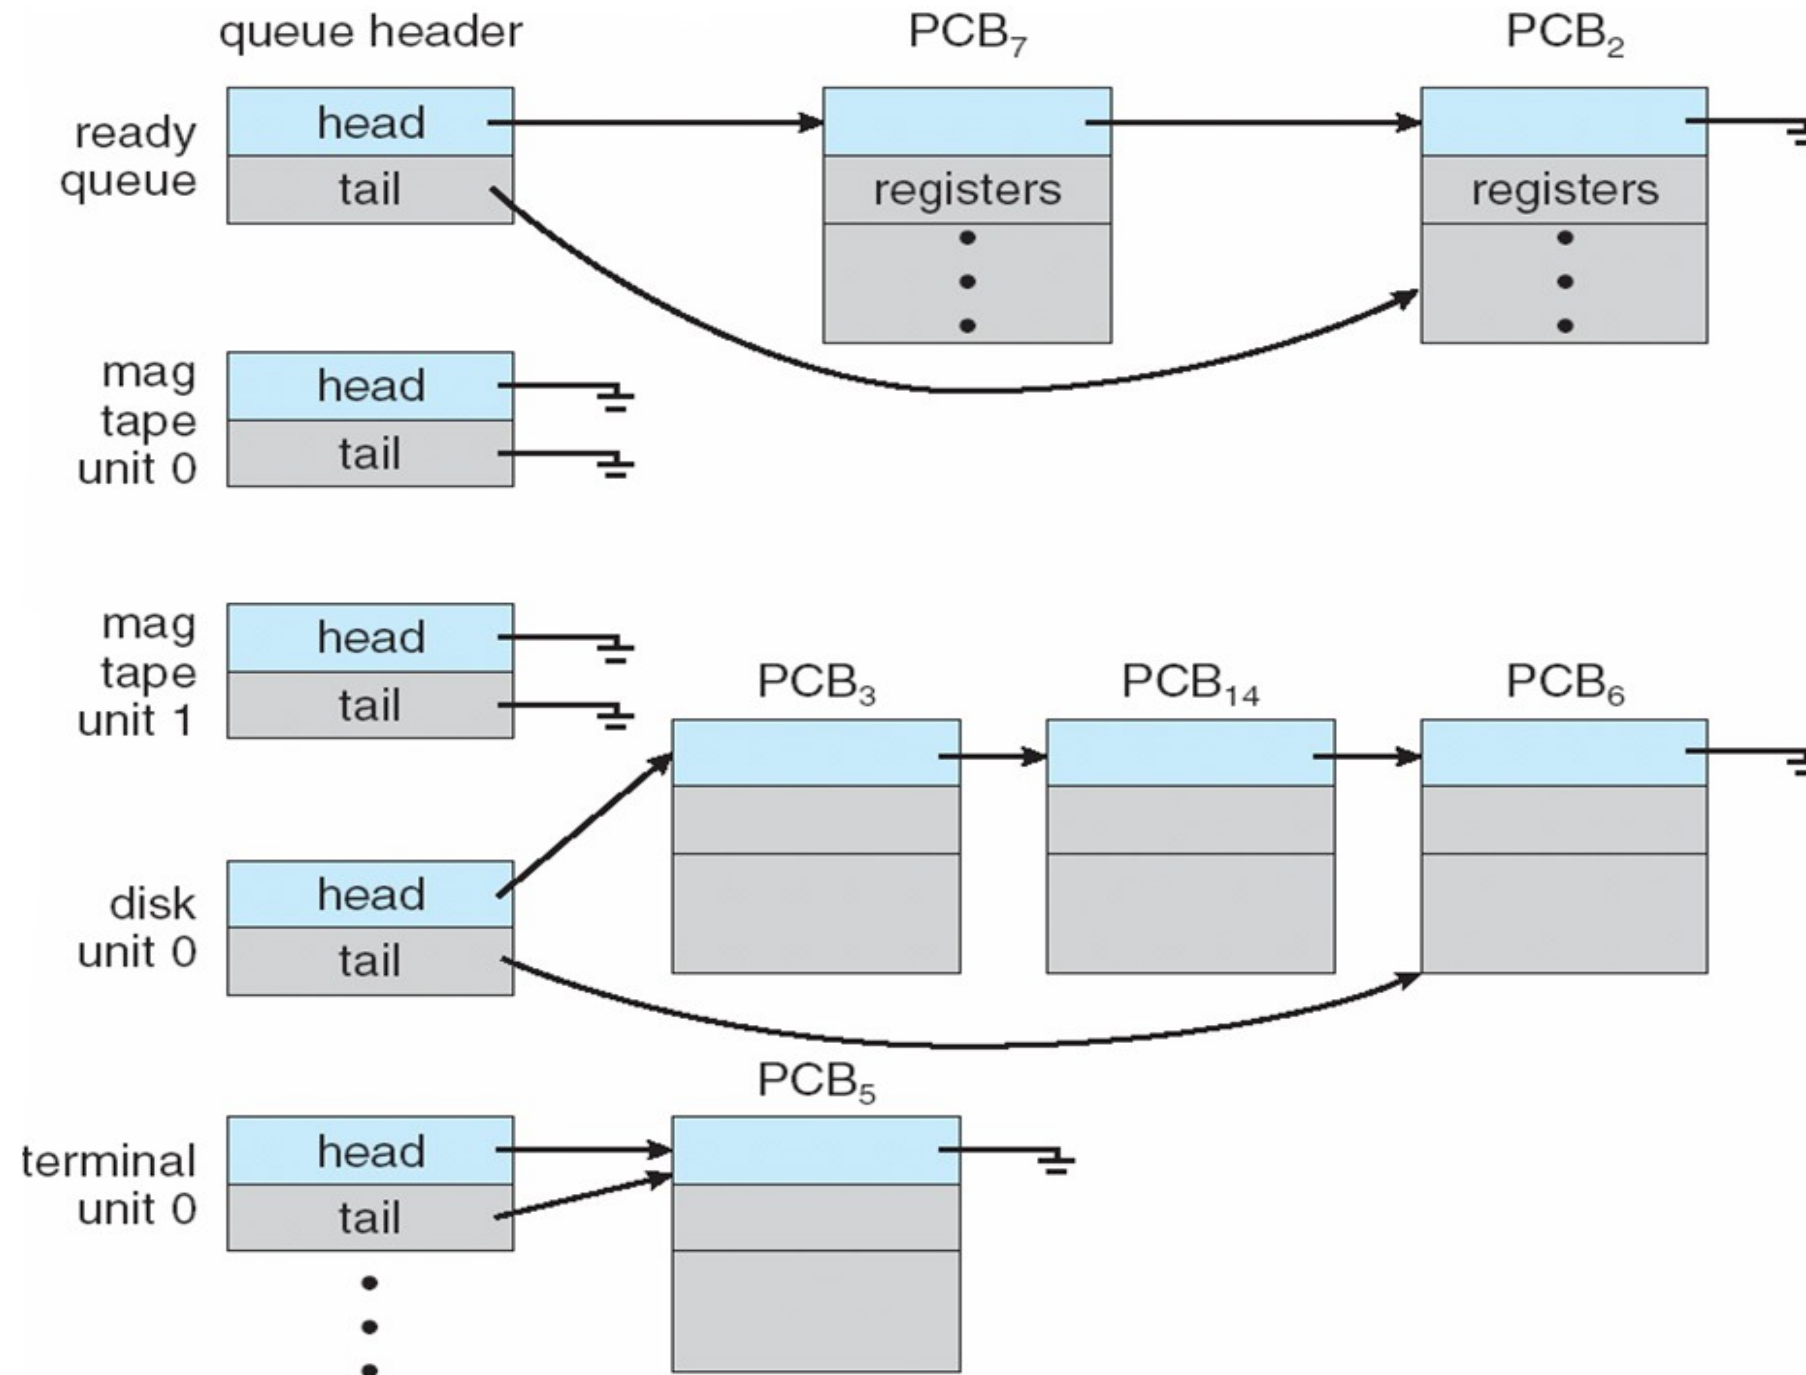 queue header
PCB₇
PCB₂
ready
queue
head
tail
registers
registers
mag
tape
unit 0
head
tail
mag
tape
unit 1
head
tail
PCB₃
PCB₁₄
PCB₆
disk
unit 0
head
tail
PCB₅
terminal
unit 0
head
tail